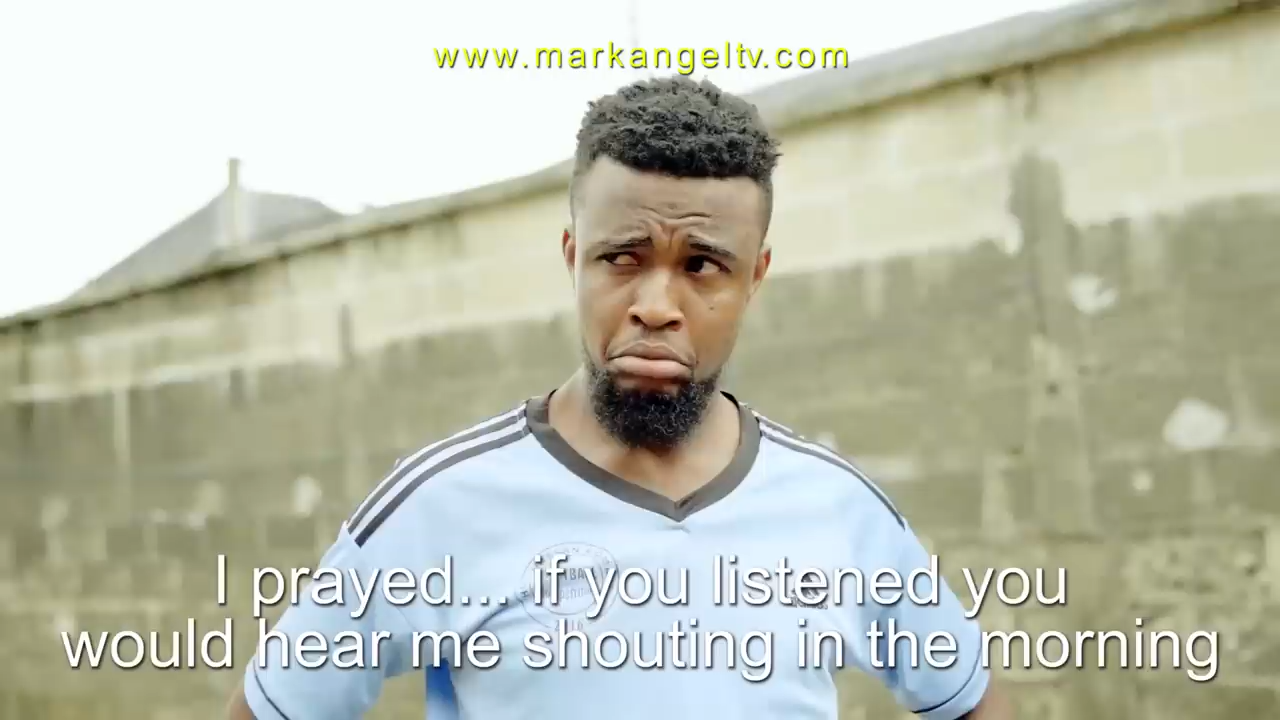 www.markangeltv.com
I prayed... if you listened you
would hear me shouting in the morning